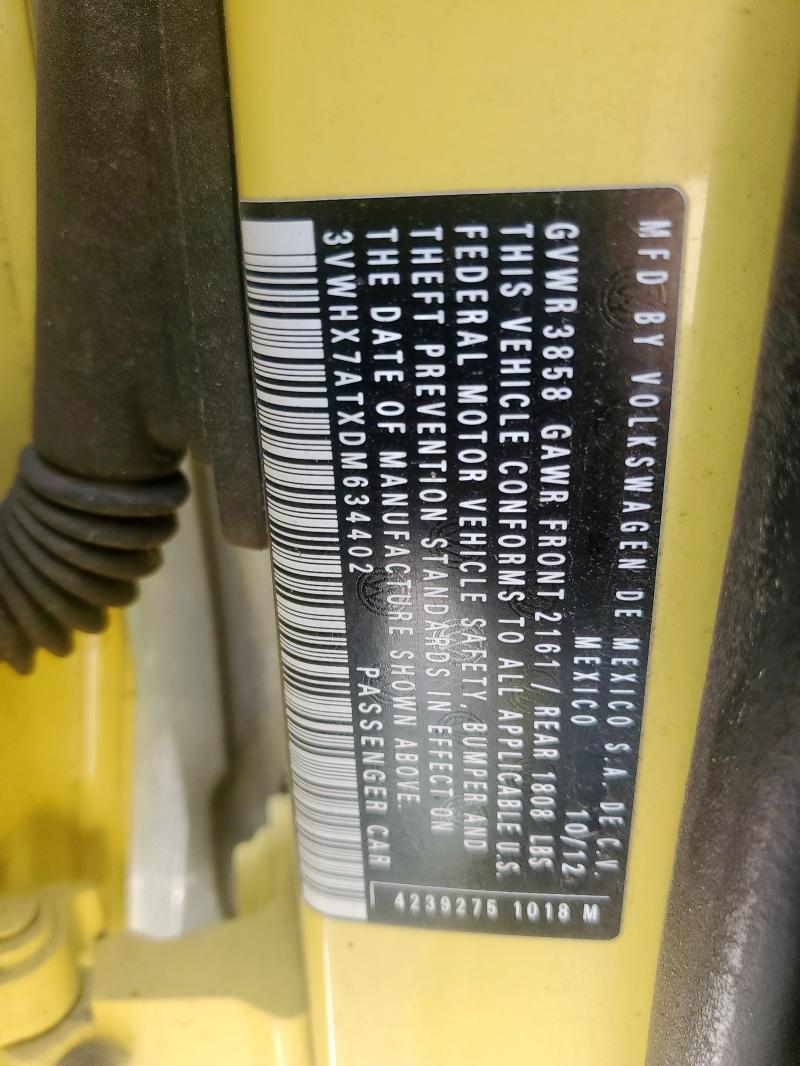 MFD BY VOLKSWAGEN DE MEXICO S.A. DE C.V.
MEXICO 10/12
GVWR 3858 GAWR FRONT 2161 / REAR 1808 LBS
THIS VEHICLE CONFORMS TO ALL APPLICABLE U.S.
FEDERAL MOTOR VEHICLE SAFETY, BUMPER AND
THEFT PREVENTION STANDARDS IN EFFECT ON
THE DATE OF MANUFACTURE SHOWN ABOVE.
3VWHX7ATXDM634402 PASSENGER CAR
4239275 1018 M